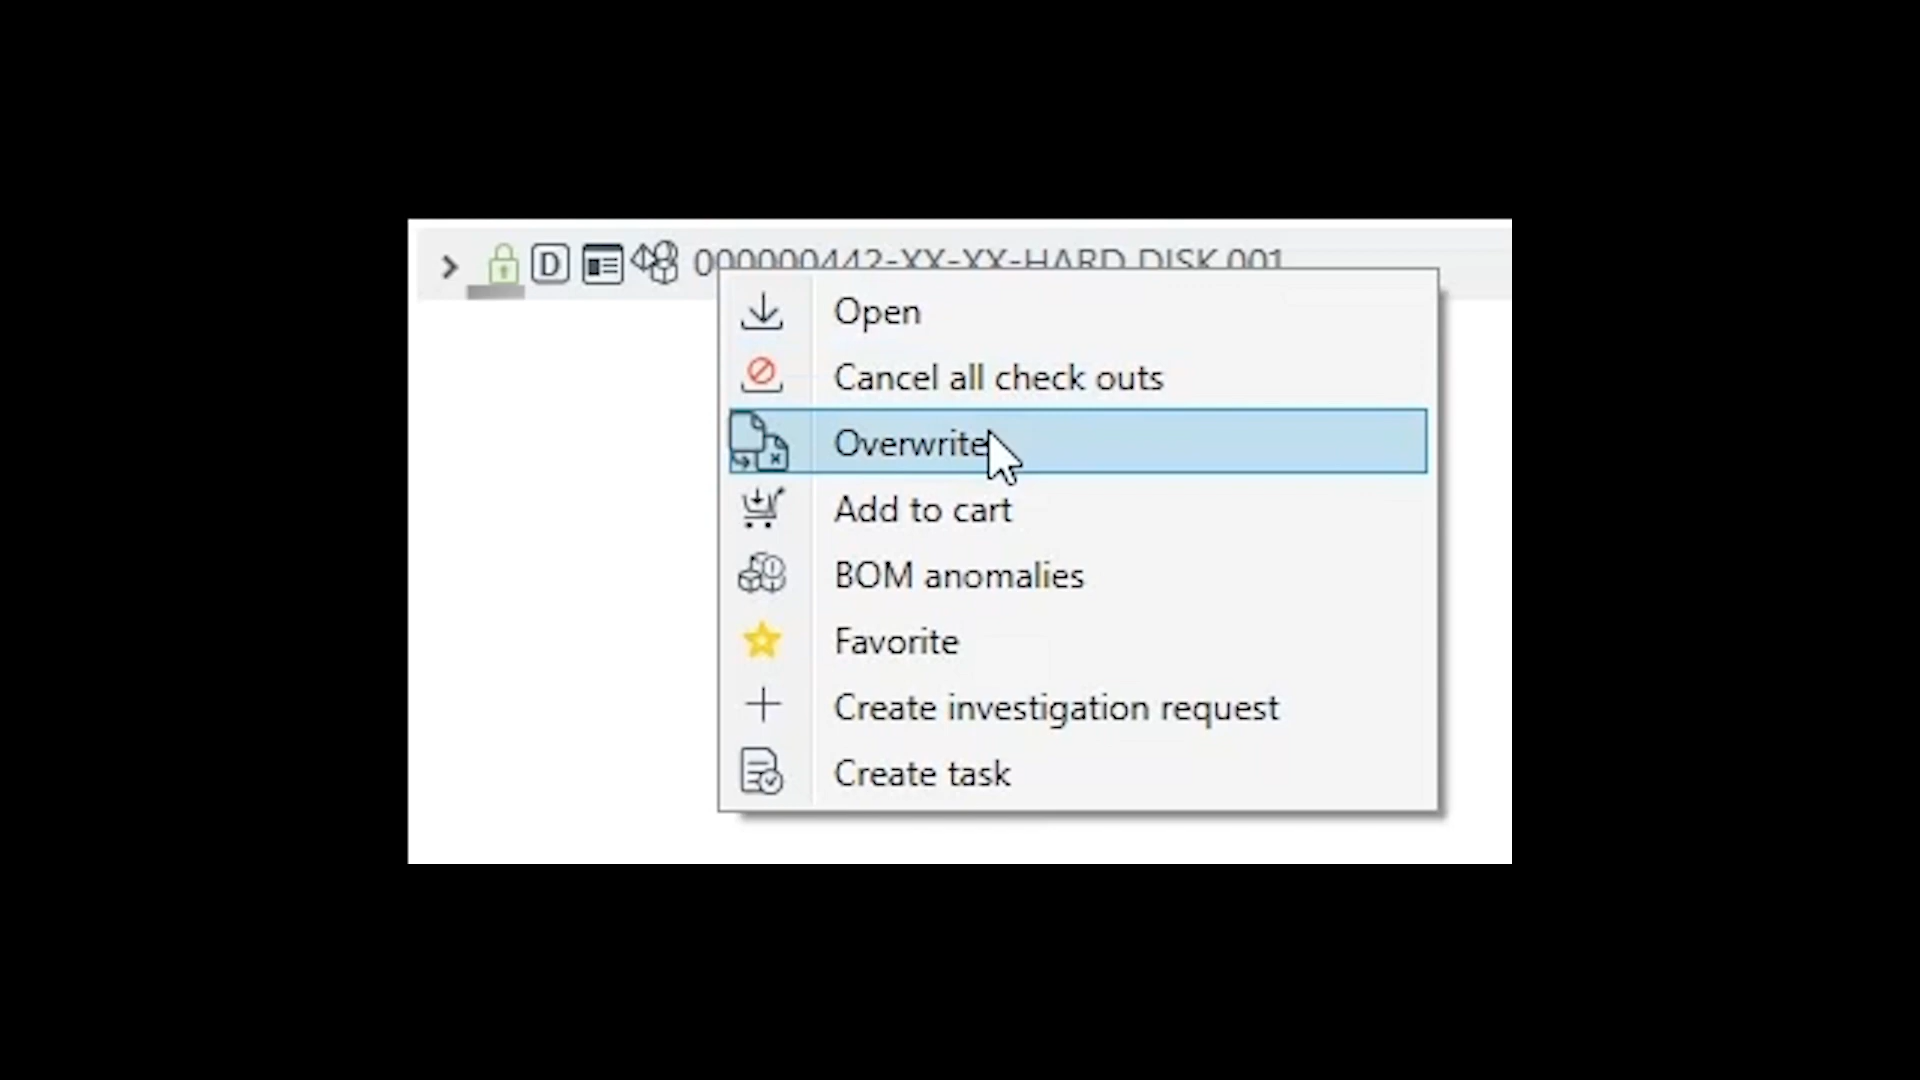 D 000000442-XX-XX-HARD DISK 001
Open
Cancel all check outs
Overwrite
Add to cart
BOM anomalies
Favorite
Create investigation request
Create task